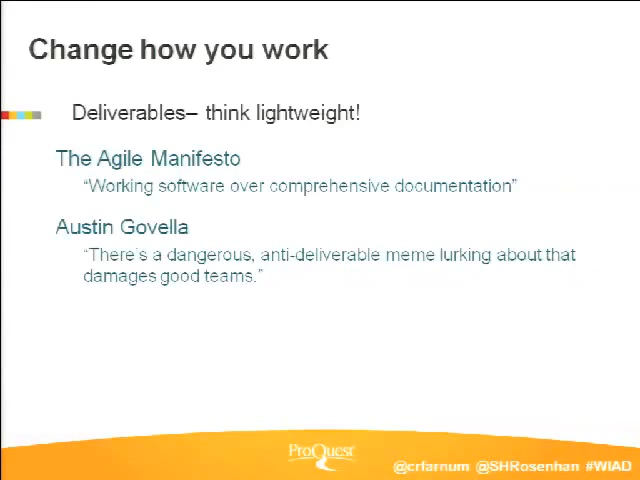 Change how you work
Deliverables– think lightweight!
The Agile Manifesto
“Working software over comprehensive documentation”
Austin Govella
“There’s a dangerous, anti-deliverable meme lurking about that
damages good teams.”
ProQuest
@crfarnum @SHRosenhan #WIAD